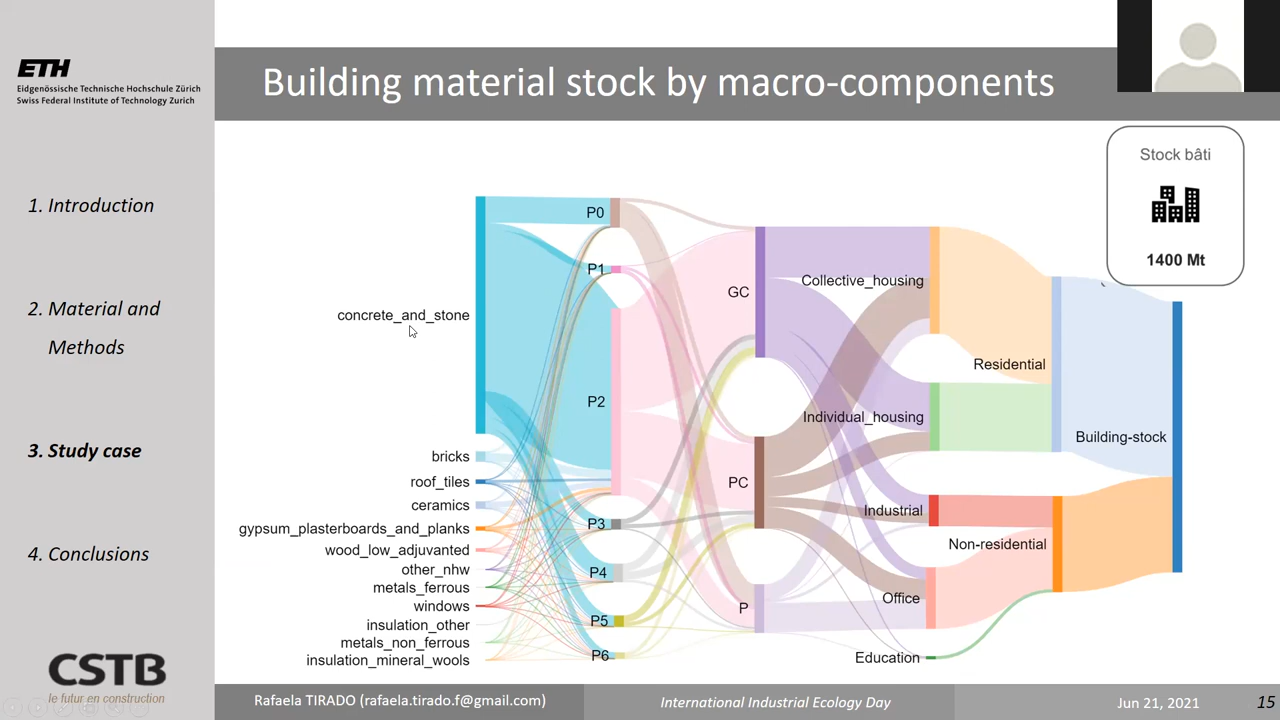 ETH
Eidgenössische Technische Hochschule Zürich
Swiss Federal Institute of Technology Zurich
Building material stock by macro-components
1. Introduction
2. Material and
Methods
3. Study case
4. Conclusions
CSTB
le futur en construction
Stock bâti
1400 Mt
concrete_and_stone
bricks
roof_tiles
ceramics
gypsum_plasterboards_and_planks
wood_low_adjuvanted
other_nhw
metals_ferrous
windows
insulation_other
metals_non_ferrous
insulation_mineral_wools
P0
P1
P2
P3
P4
P5
P6
GC
PC
P
Collective_housing
Individual_housing
Industrial
Office
Education
Residential
Non-residential
Building-stock
Rafaela TIRADO (rafaela.tirado.f@gmail.com)
International Industrial Ecology Day
Jun 21, 2021
15